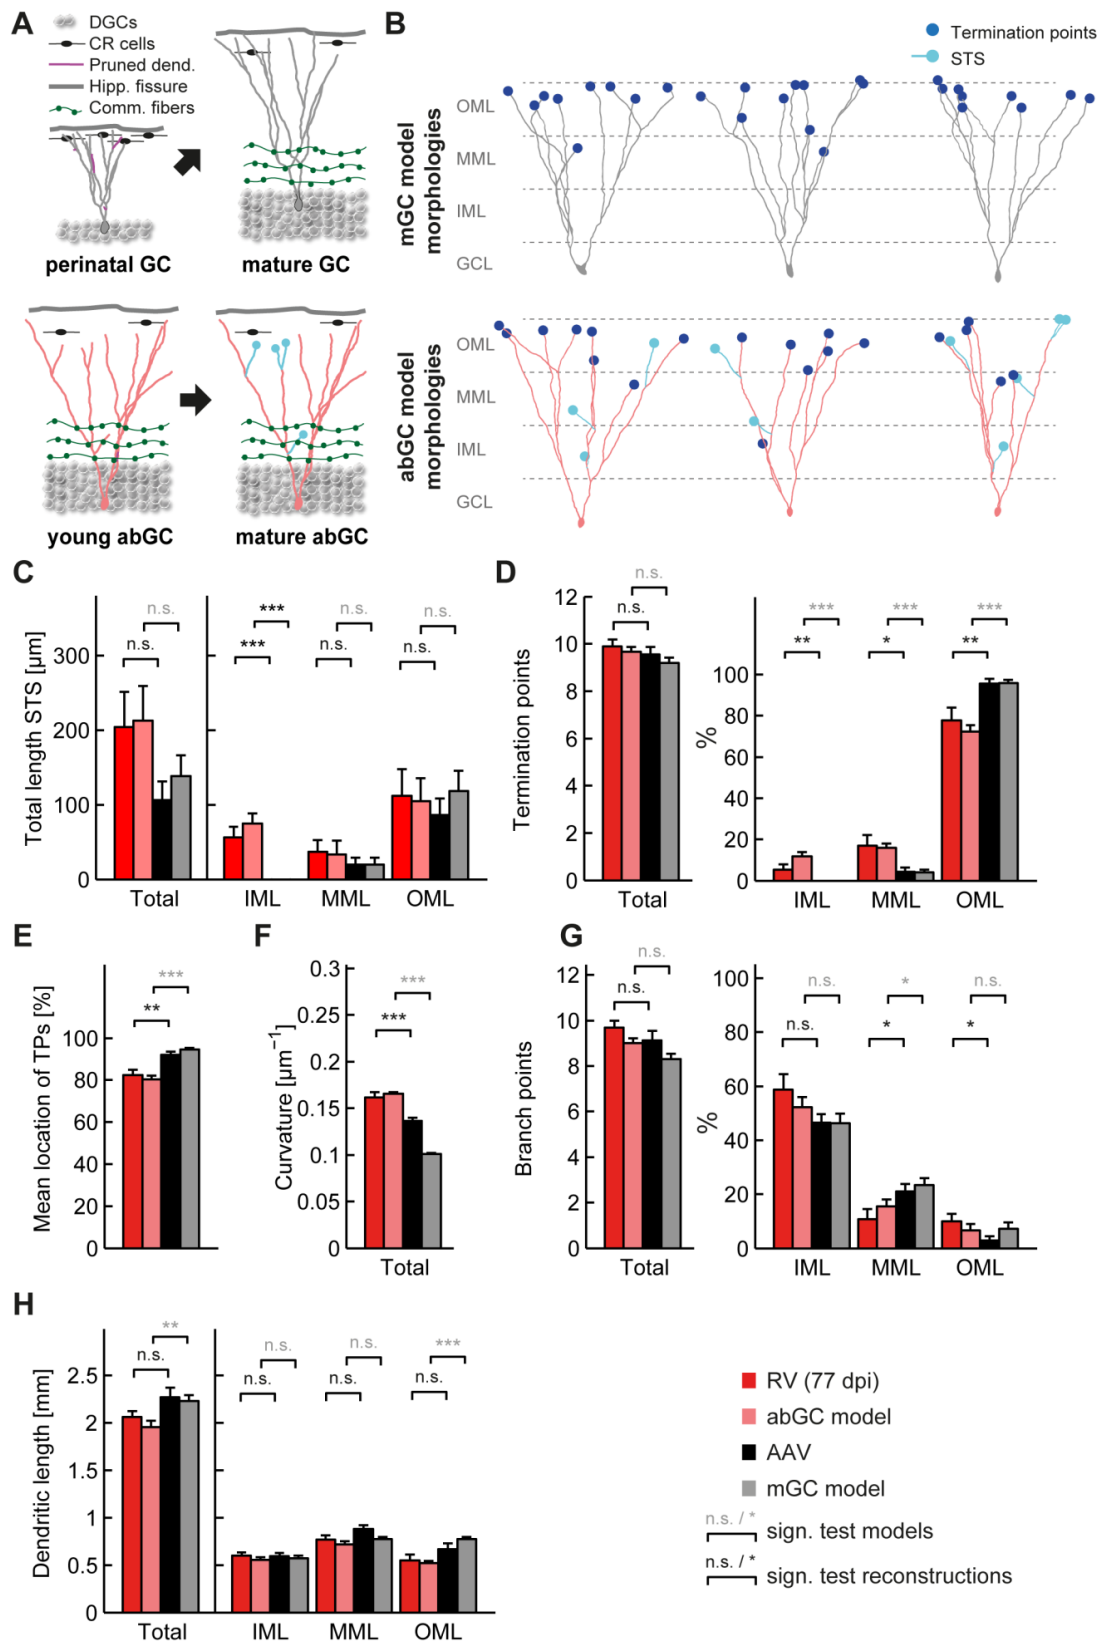 A
DGCs
CR cells
Pruned dend.
Hipp. fissure
Comm. fibers
perinatal GC
mature GC
young abGC
mature abGC
B
Termination points
STS
mGC model
morphologies
OML
MML
IML
GCL
abGC model
morphologies
OML
MML
IML
GCL
C
Total length STS [µm]
300
200
100
0
n.s.
n.s.
***
***
n.s.
n.s.
n.s.
n.s.
Total
IML
MML
OML
D
Termination points
12
10
8
6
4
2
0
n.s.
n.s.
Total
%
100
80
60
40
20
0
***
**
***
*
***
**
IML
MML
OML
E
Mean location of TPs [%]
100
80
60
40
20
0
***
**
F
Curvature [µm⁻¹]
0.3
0.25
0.2
0.15
0.1
0.05
0
***
***
Total
G
Branch points
12
10
8
6
4
2
0
n.s.
n.s.
Total
%
100
80
60
40
20
0
n.s.
n.s.
*
*
n.s.
*
IML
MML
OML
H
Dendritic length [mm]
2.5
2
1.5
1
0.5
0
**
n.s.
n.s.
n.s.
n.s.
n.s.
***
n.s.
Total
IML
MML
OML
RV (77 dpi)
abGC model
AAV
mGC model
n.s. / * sign. test models
n.s. / * sign. test reconstructions